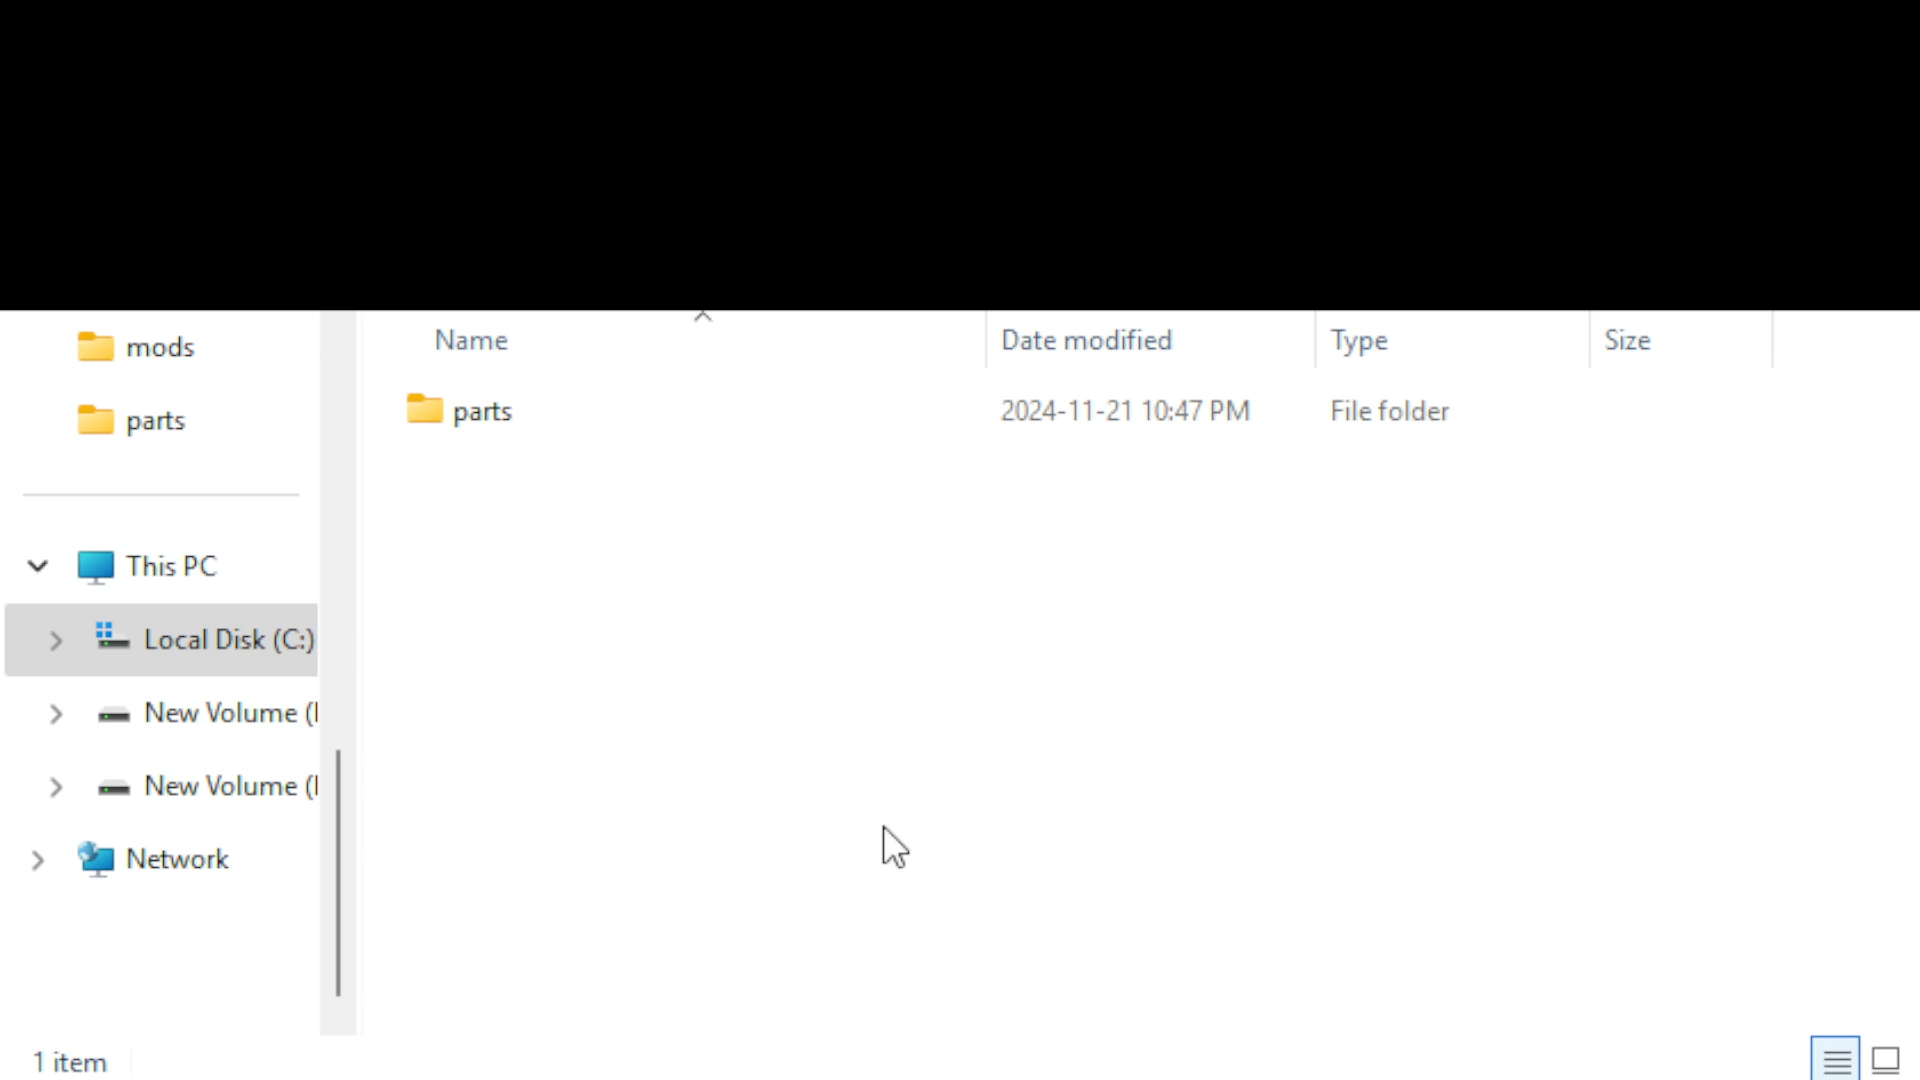 mods
parts
This PC
Local Disk (C:)
New Volume (
New Volume (
Network
Name Date modified Type Size
parts 2024-11-21 10:47 PM File folder
1 item